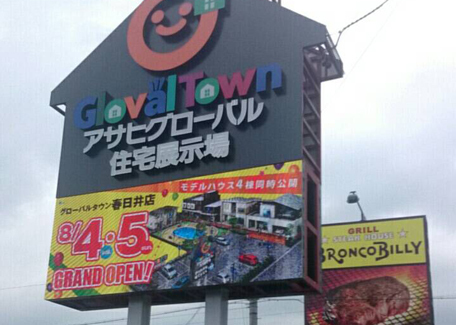 Gloval Town
アサヒグローバル
住宅展示場
モデルハウス4棟同時公開
グローバルタウン春日井店
8/4・5
GRAND OPEN!
GRILL
STEAK HOUSE
BRONCO BILLY